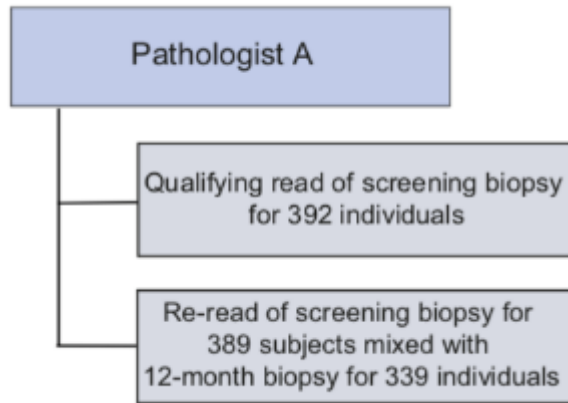 Pathologist A
Qualifying read of screening biopsy
for 392 individuals
Re-read of screening biopsy for
389 subjects mixed with
12-month biopsy for 339 individuals